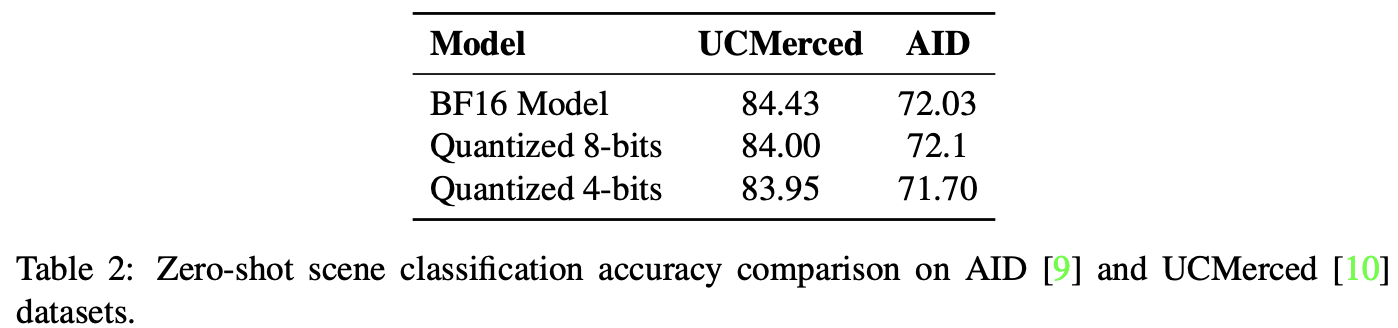 Model UCMerced AID
BF16 Model 84.43 72.03
Quantized 8-bits 84.00 72.1
Quantized 4-bits 83.95 71.70
Table 2: Zero-shot scene classification accuracy comparison on AID [9] and UCMerced [10]
datasets.